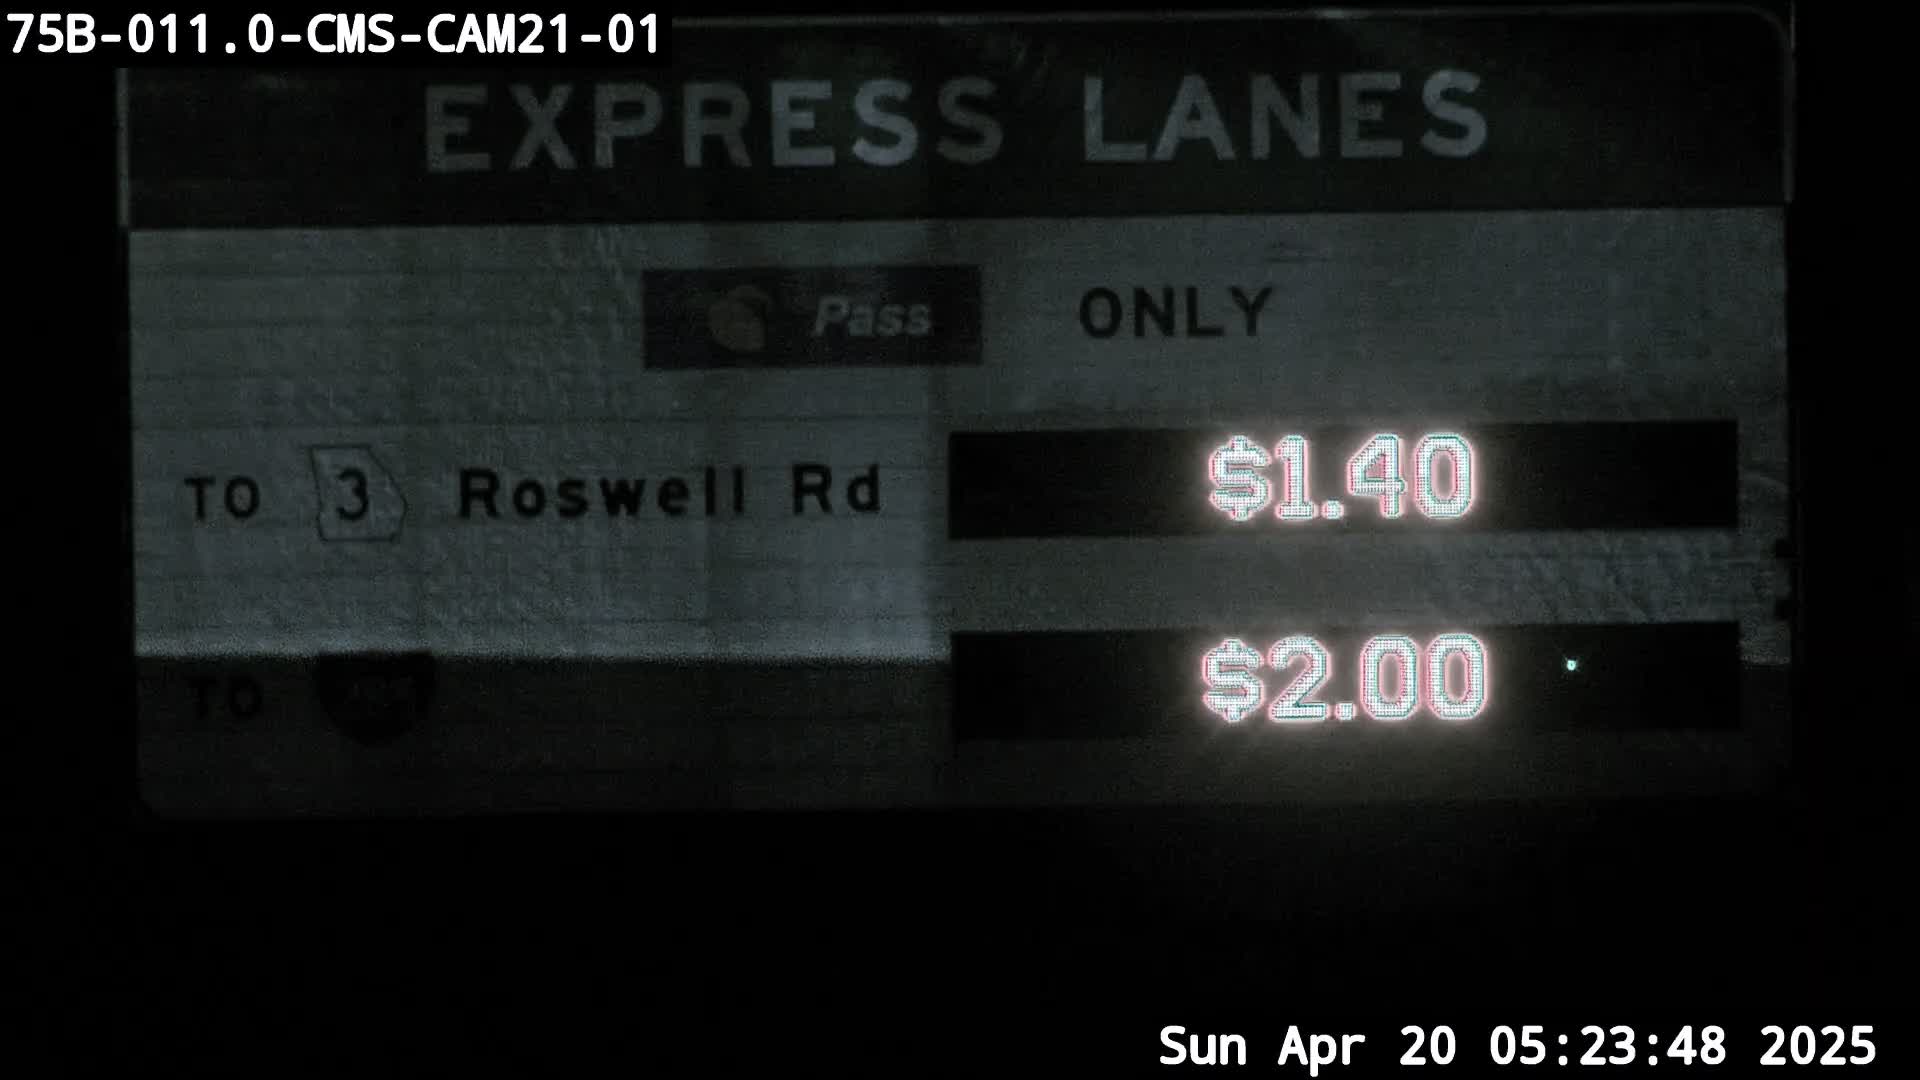 75B-011.0-CMS-CAM21-01
EXPRESS LANES
Pass ONLY
TO 3 Roswell Rd $1.40
TO $2.00
Sun Apr 20 05:23:48 2025